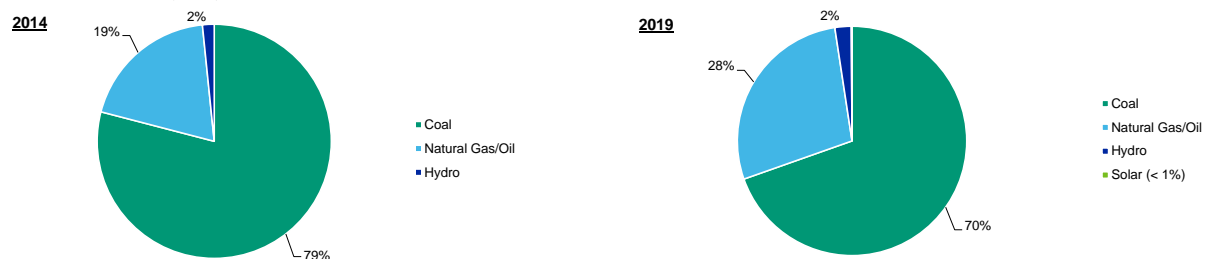 2014
2%
19%
79%
Coal
Natural Gas/Oil
Hydro
2019
2%
28%
70%
Coal
Natural Gas/Oil
Hydro
Solar (< 1%)